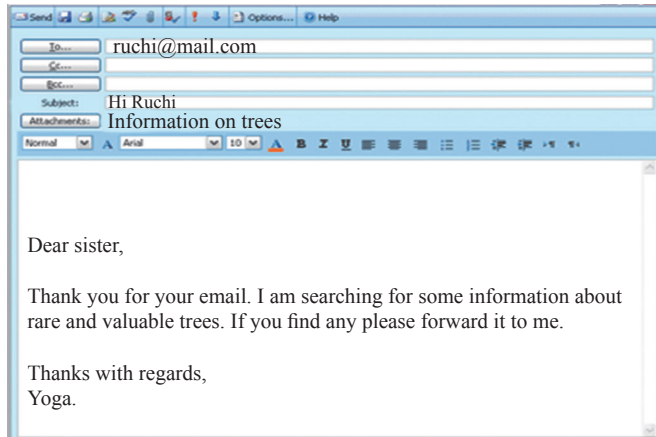 Send Options... Help
To... ruchi@mail.com
Cc...
Bcc...
Subject: Hi Ruchi
Attachments: Information on trees
Normal A Arial 10 A B I U
Dear sister,
Thank you for your email. I am searching for some information about
rare and valuable trees. If you find any please forward it to me.
Thanks with regards,
Yoga.